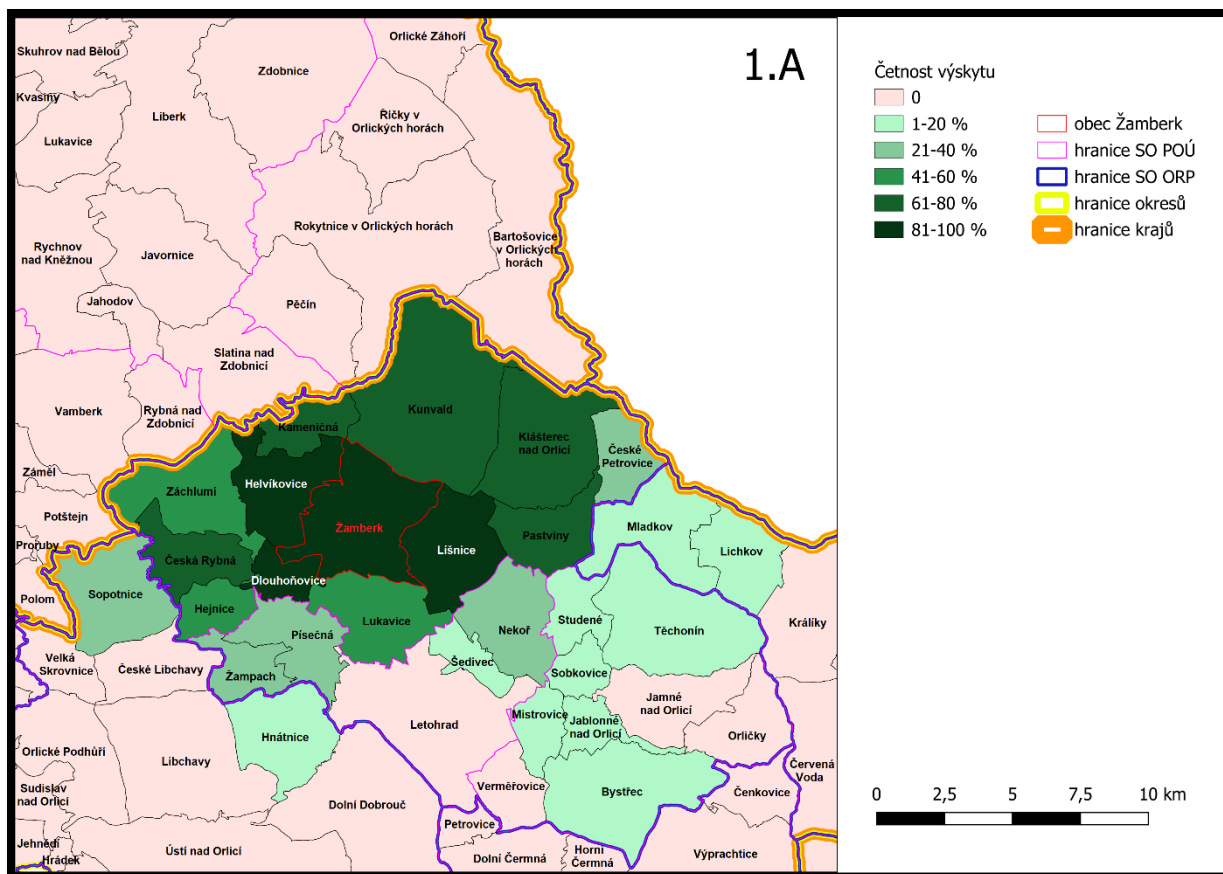 1.A
Četnost výskytu
0
1-20 %
21-40 %
41-60 %
61-80 %
81-100 %
obec Žamberk
hranice SO POÚ
hranice SO ORP
hranice okresů
hranice krajů
Orlické Záhoří
Skuhrov nad Bělou
Zdobnice
Kvasiny
Liberk
Říčky v
Orlických horách
Lukavice
Rokytnice v Orlických horách
Rychnov
nad Kněžnou
Javornice
Bartošovice
v Orlických
horách
Jahodov
Pěčín
Slatina nad
Zdobnicí
Vamberk
Rybná nad
Zdobnicí
Kunvald
Kameničná
Klášterec
nad Orlicí
České
Petrovice
Záměl
Helvíkovice
Záchlumí
Potštejn
Žamberk
Mladkov
Proruby
Pastviny
Líšnice
Lichkov
Česká Rybná
Dlouhoňovice
Sopotnice
Polom
Hejnice
Lukavice
Studené
Těchonín
Králíky
Písečná
Nekoř
Velká
Skrovnice
České Libchavy
Žampach
Šedivec
Sobkovice
Jamné
nad Orlicí
Letohrad
Mistrovice
Jablonné
nad Orlicí
Hnátnice
Orličky
Orlické Podhůří
Libchavy
Červená
Voda
Sudislav
nad Orlicí
Verměřovice
Bystřec
Čenkovice
Dolní Dobrouč
Petrovice
Jehnědí
Hrádek
Ústí nad Orlicí
Dolní Čermná
Horní
Čermná
Výprachtice
0 2,5 5 7,5 10 km